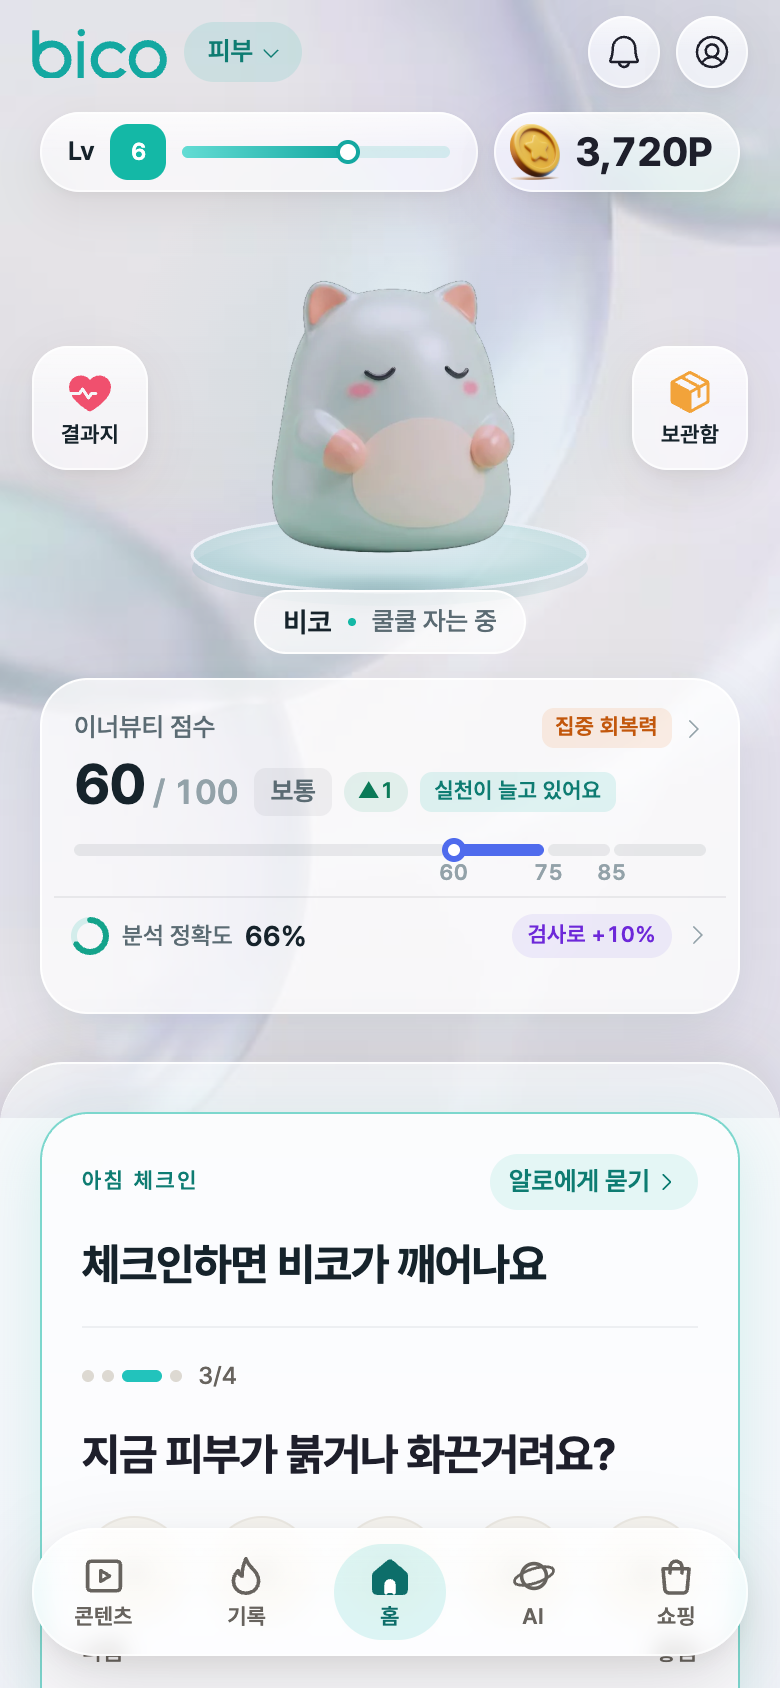 bico 피부
Lv 6 3,720P
결과지
보관함
비코 • 쿨쿨 자는 중
이너뷰티 점수 집중 회복력
60 / 100 보통 ▲1 실천이 늘고 있어요
60 75 85
분석 정확도 66% 검사로 +10%
아침 체크인 알로에게 묻기
체크인하면 비코가 깨어나요
3/4
지금 피부가 붉거나 화끈거려요?
콘텐츠 기록 홈 AI 쇼핑